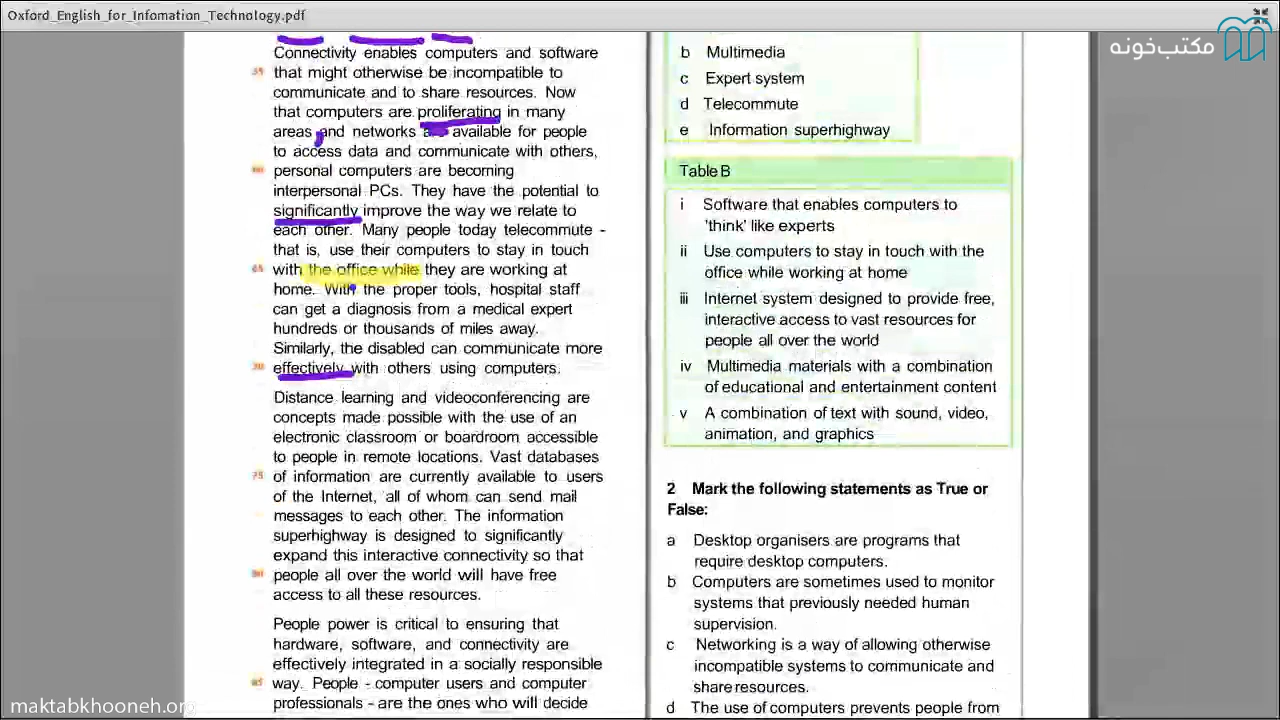 Oxford_English_for_Infomation_Technology.pdf
مکتب‌خونه
Connectivity enables computers and software
35 that might otherwise be incompatible to
communicate and to share resources. Now
that computers are proliferating in many
areas and networks are available for people
to access data and communicate with others,
60 personal computers are becoming
interpersonal PCs. They have the potential to
significantly improve the way we relate to
each other. Many people today telecommute -
that is, use their computers to stay in touch
65 with the office while they are working at
home. With the proper tools, hospital staff
can get a diagnosis from a medical expert
hundreds or thousands of miles away.
Similarly, the disabled can communicate more
70 effectively with others using computers.
Distance learning and videoconferencing are
concepts made possible with the use of an
electronic classroom or boardroom accessible
to people in remote locations. Vast databases
75 of information are currently available to users
of the Internet, all of whom can send mail
messages to each other. The information
superhighway is designed to significantly
expand this interactive connectivity so that
80 people all over the world will have free
access to all these resources.
People power is critical to ensuring that
hardware, software, and connectivity are
effectively integrated in a socially responsible
85 way. People - computer users and computer
professionals - are the ones who will decide
b Multimedia
c Expert system
d Telecommute
e Information superhighway
Table B
i Software that enables computers to
'think' like experts
ii Use computers to stay in touch with the
office while working at home
iii Internet system designed to provide free,
interactive access to vast resources for
people all over the world
iv Multimedia materials with a combination
of educational and entertainment content
v A combination of text with sound, video,
animation, and graphics
2 Mark the following statements as True or
False:
a Desktop organisers are programs that
require desktop computers.
b Computers are sometimes used to monitor
systems that previously needed human
supervision.
c Networking is a way of allowing otherwise
incompatible systems to communicate and
share resources.
d The use of computers prevents people from
maktabkhooneh.org